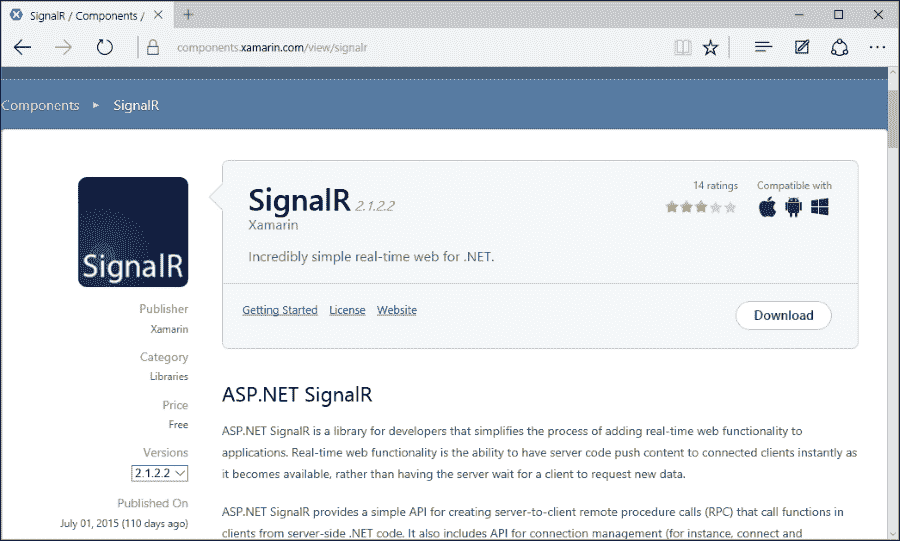 SignalR / Components /
components.xamarin.com/view/signalr
Components ▸ SignalR
SignalR
Publisher
Xamarin
Category
Libraries
Price
Free
Versions
2.1.2.2
Published On
July 01, 2015 (110 days ago)
SignalR 2.1.2.2
Xamarin
Incredibly simple real-time web for .NET.
14 ratings
Compatible with
Getting Started License Website
Download
ASP.NET SignalR
ASP.NET SignalR is a library for developers that simplifies the process of adding real-time web functionality to
applications. Real-time web functionality is the ability to have server code push content to connected clients instantly as
it becomes available, rather than having the server wait for a client to request new data.
ASP.NET SignalR provides a simple API for creating server-to-client remote procedure calls (RPC) that call functions in
clients from server-side .NET code. It also includes API for connection management (for instance, connect and